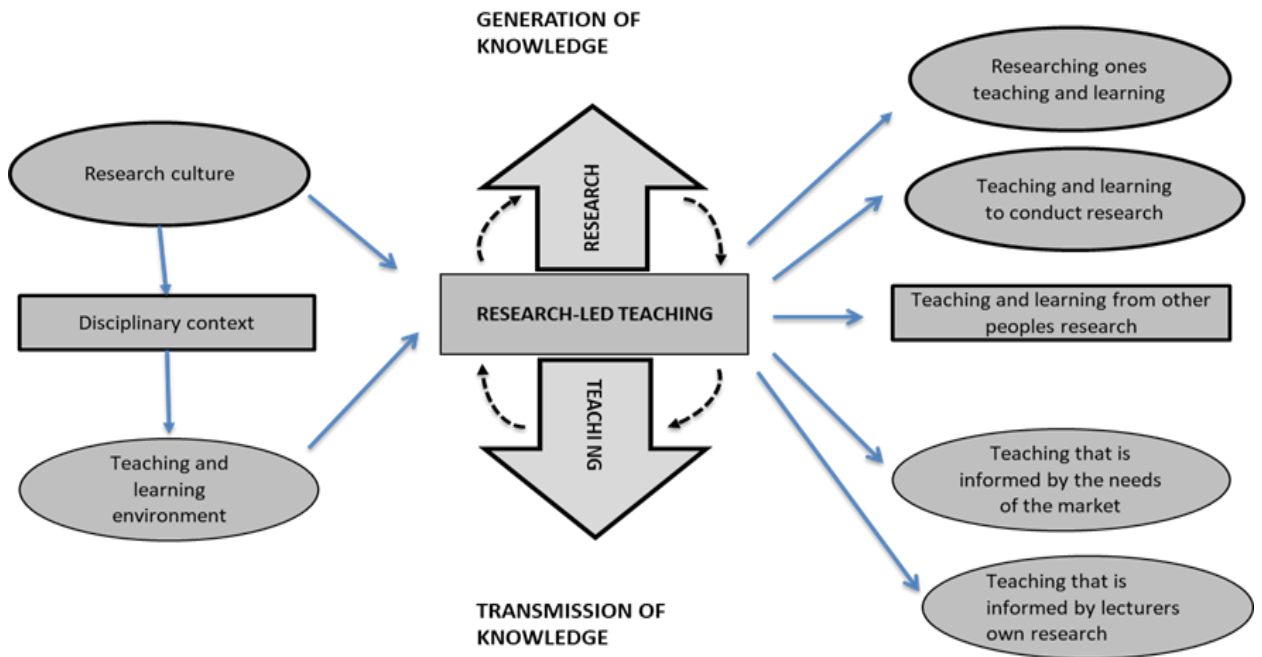 GENERATION OF
KNOWLEDGE
Research culture
Disciplinary context
Teaching and
learning
environment
RESEARCH
RESEARCH-LED TEACHING
TEACHI NG
TRANSMISSION OF
KNOWLEDGE
Researching ones
teaching and learning
Teaching and learning
to conduct research
Teaching and learning from other
peoples research
Teaching that is
informed by the needs
of the market
Teaching that is
informed by lecturers
own research